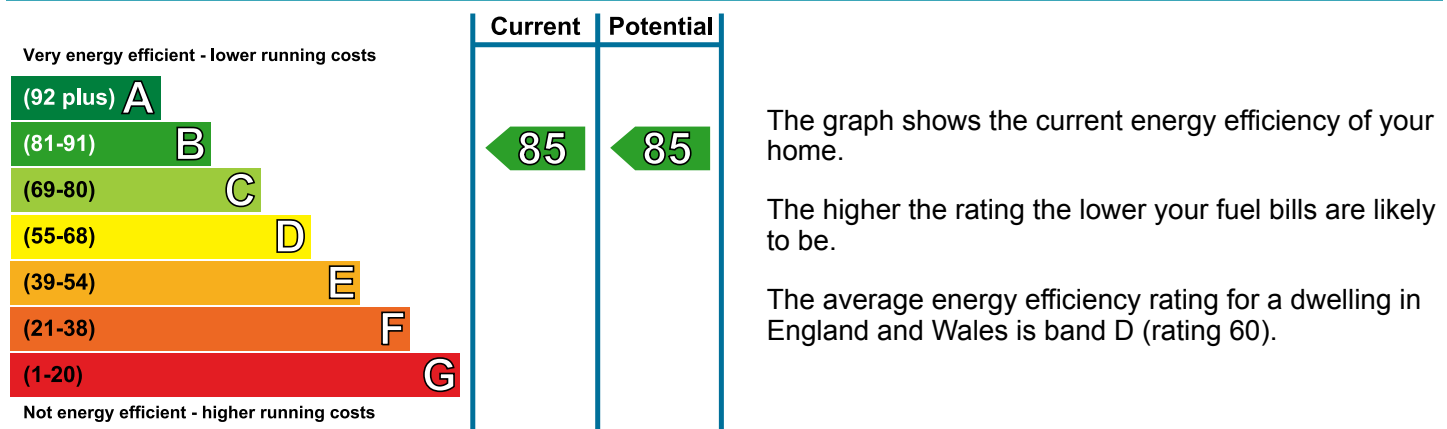 Current Potential
Very energy efficient - lower running costs
(92 plus) A
(81-91) B 85 85
(69-80) C
(55-68) D
(39-54) E
(21-38) F
(1-20) G
Not energy efficient - higher running costs
The graph shows the current energy efficiency of your
home.
The higher the rating the lower your fuel bills are likely
to be.
The average energy efficiency rating for a dwelling in
England and Wales is band D (rating 60).